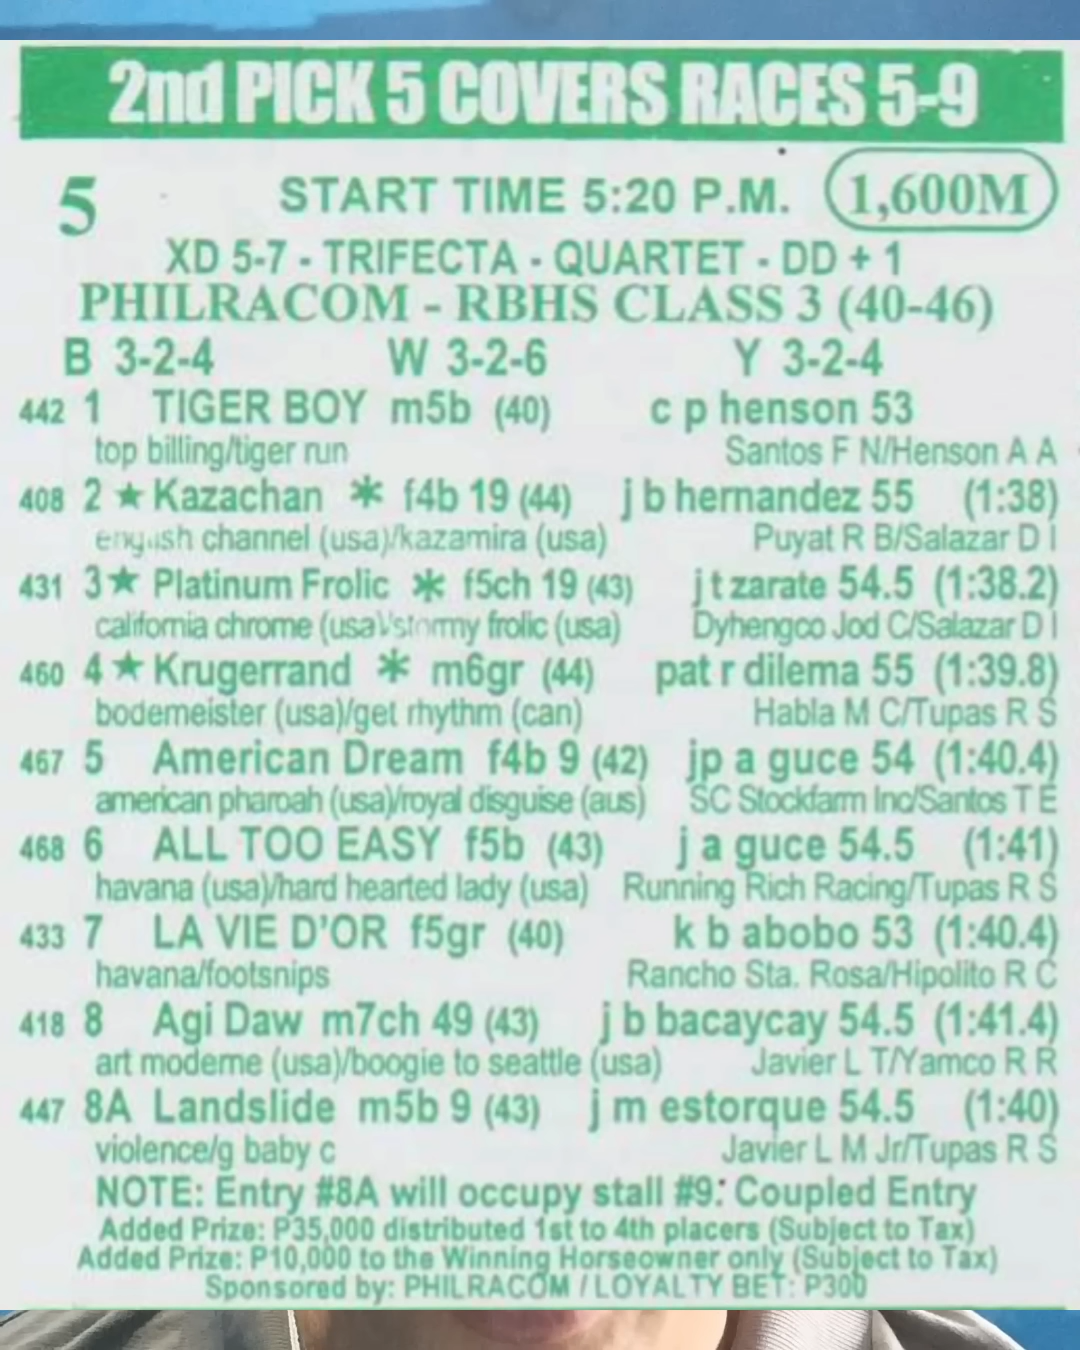 2nd PICK 5 COVERS RACES 5-9
5 START TIME 5:20 P.M. 1,600M
XD 5-7 - TRIFECTA - QUARTET - DD + 1
PHILRACOM - RBHS CLASS 3 (40-46)
B 3-2-4 W 3-2-6 Y 3-2-4
442 1 TIGER BOY m5b (40) c p henson 53
top billing/tiger run Santos F N/Henson A A
408 2 ★ Kazachan * f4b 19 (44) j b hernandez 55 (1:38)
english channel (usa)/kazamira (usa) Puyat R B/Salazar D I
431 3 ★ Platinum Frolic * f5ch 19 (43) j t zarate 54.5 (1:38.2)
california chrome (usa)/stormy frolic (usa) Dyhengco Jod C/Salazar D I
460 4 ★ Krugerrand * m6gr (44) pat r dilema 55 (1:39.8)
bodemeister (usa)/get rhythm (can) Habla M C/Tupas R S
467 5 American Dream f4b 9 (42) jp a guce 54 (1:40.4)
american pharoah (usa)/royal disguise (aus) SC Stockfarm Inc/Santos T E
468 6 ALL TOO EASY f5b (43) j a guce 54.5 (1:41)
havana (usa)/hard hearted lady (usa) Running Rich Racing/Tupas R S
433 7 LA VIE D'OR f5gr (40) k b abobo 53 (1:40.4)
havana/footsnips Rancho Sta. Rosa/Hipolito R C
418 8 Agi Daw m7ch 49 (43) j b bacaycay 54.5 (1:41.4)
art moderne (usa)/boogie to seattle (usa) Javier L T/Yamco R R
447 8A Landslide m5b 9 (43) j m estorque 54.5 (1:40)
violence/g baby c Javier L M Jr/Tupas R S
NOTE: Entry #8A will occupy stall #9. Coupled Entry
Added Prize: P35,000 distributed 1st to 4th placers (Subject to Tax)
Added Prize: P10,000 to the Winning Horseowner only (Subject to Tax)
Sponsored by: PHILRACOM / LOYALTY BET: P300